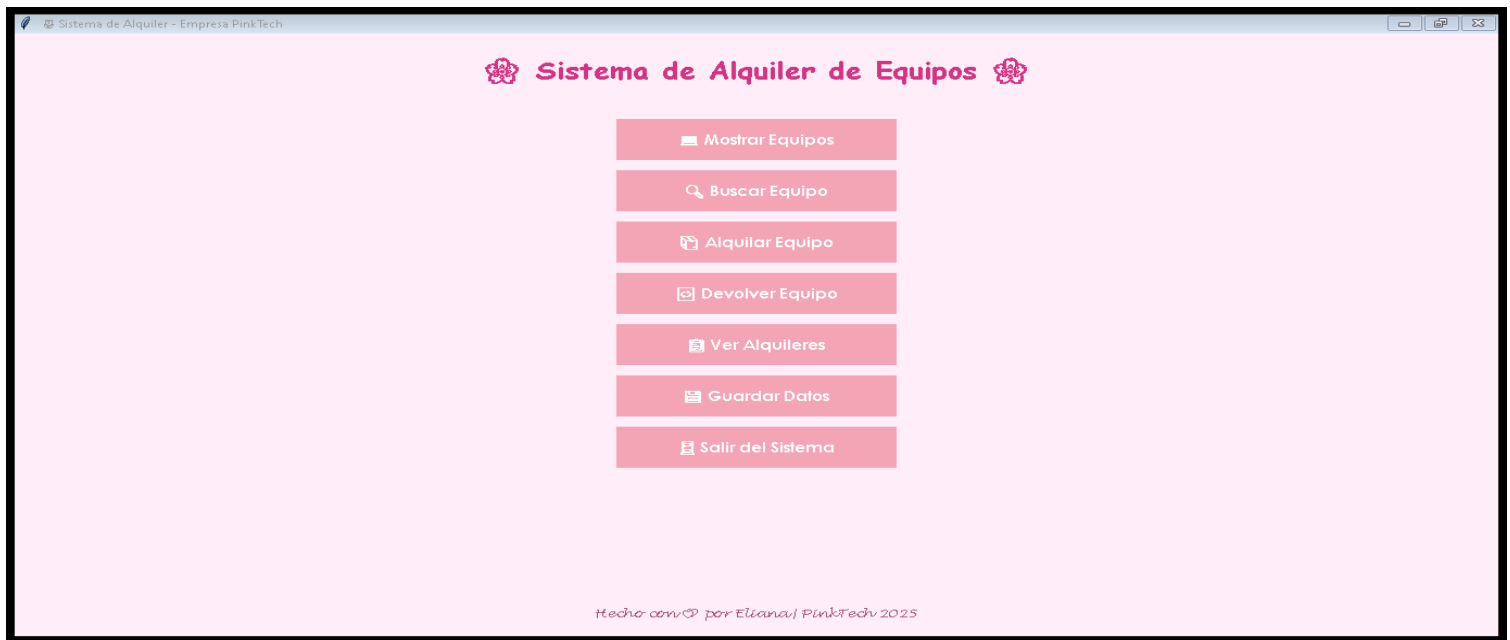 Sistema de Alquiler - Empresa PinkTech
🌸 Sistema de Alquiler de Equipos 🌸
💻 Mostrar Equipos
🔍 Buscar Equipo
Alquilar Equipo
Devolver Equipo
📋 Ver Alquileres
💾 Guardar Datos
🚪 Salir del Sistema
Hecho con ♡ por Eliana | PinkTech 2025